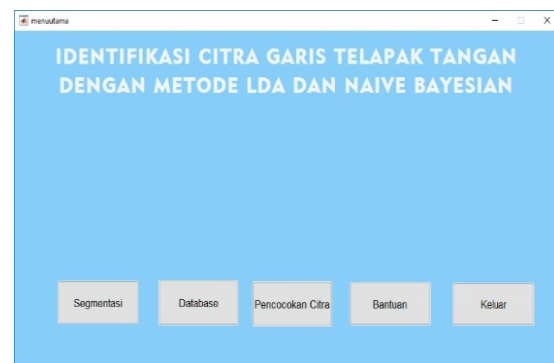 menuutama
IDENTIFIKASI CITRA GARIS TELAPAK TANGAN
DENGAN METODE LDA DAN NAIVE BAYESIAN
Segmentasi Database Pencocokan Citra Bantuan Keluar